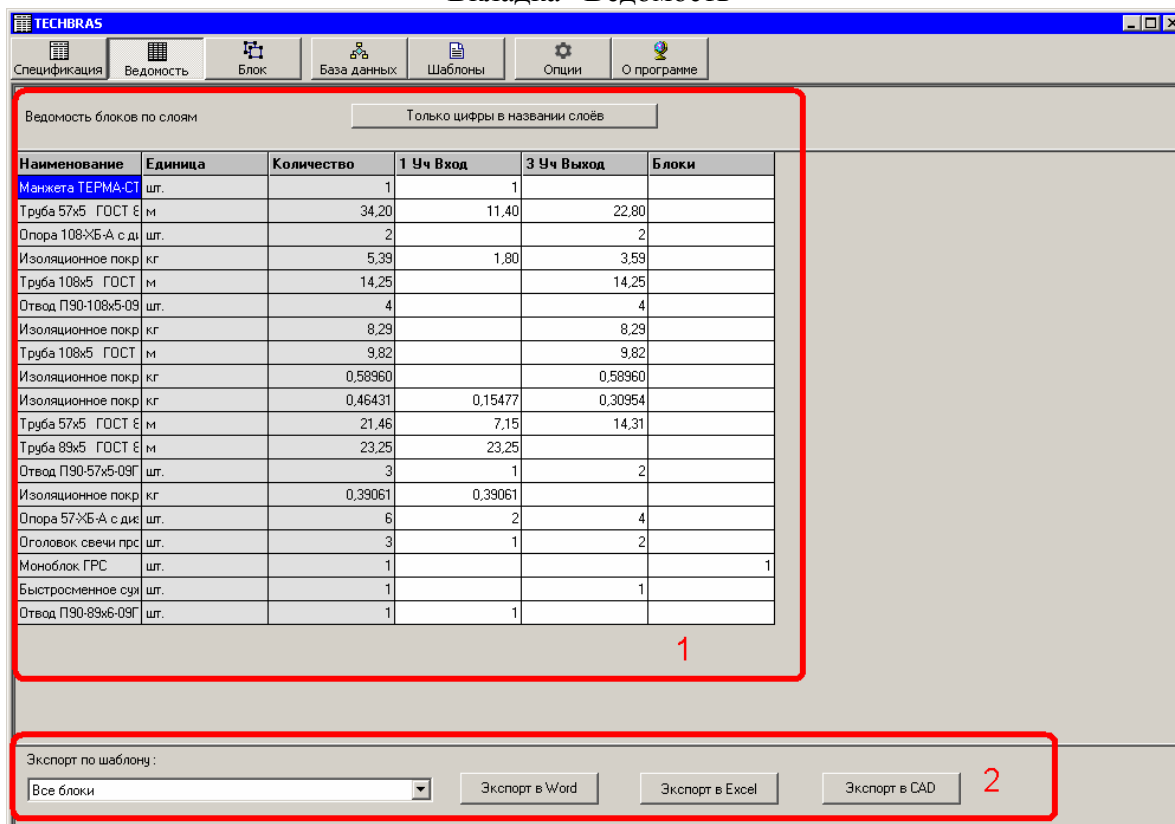 Вкладка "Ведомость"
TECHBRAS
Спецификация Ведомость Блок База данных Шаблоны Опции О программе
Ведомость блоков по слоям Только цифры в названии слоёв
Наименование Единица Количество 1 Уч Вход 3 Уч Выход Блоки
Манжета ТЕРМА-СТ шт. 1 1
Труба 57х5 ГОСТ 8 м 34,20 11,40 22,80
Опора 108-ХБ-А с ди шт. 2 2
Изоляционное покр кг 5,39 1,80 3,59
Труба 108х5 ГОСТ м 14,25 14,25
Отвод П90-108х5-09 шт. 4 4
Изоляционное покр кг 8,29 8,29
Труба 108х5 ГОСТ м 9,82 9,82
Изоляционное покр кг 0,58960 0,58960
Изоляционное покр кг 0,46431 0,15477 0,30954
Труба 57х5 ГОСТ 8 м 21,46 7,15 14,31
Труба 89х5 ГОСТ 8 м 23,25 23,25
Отвод П90-57х5-09Г шт. 3 1 2
Изоляционное покр кг 0,39061 0,39061
Опора 57-ХБ-А с диэ шт. 6 2 4
Оголовок свечи про шт. 3 1 2
Моноблок ГРС шт. 1 1
Быстросменное суж шт. 1 1
Отвод П90-89х6-09Г шт. 1 1
1
Экспорт по шаблону :
Все блоки Экспорт в Word Экспорт в Excel Экспорт в CAD 2